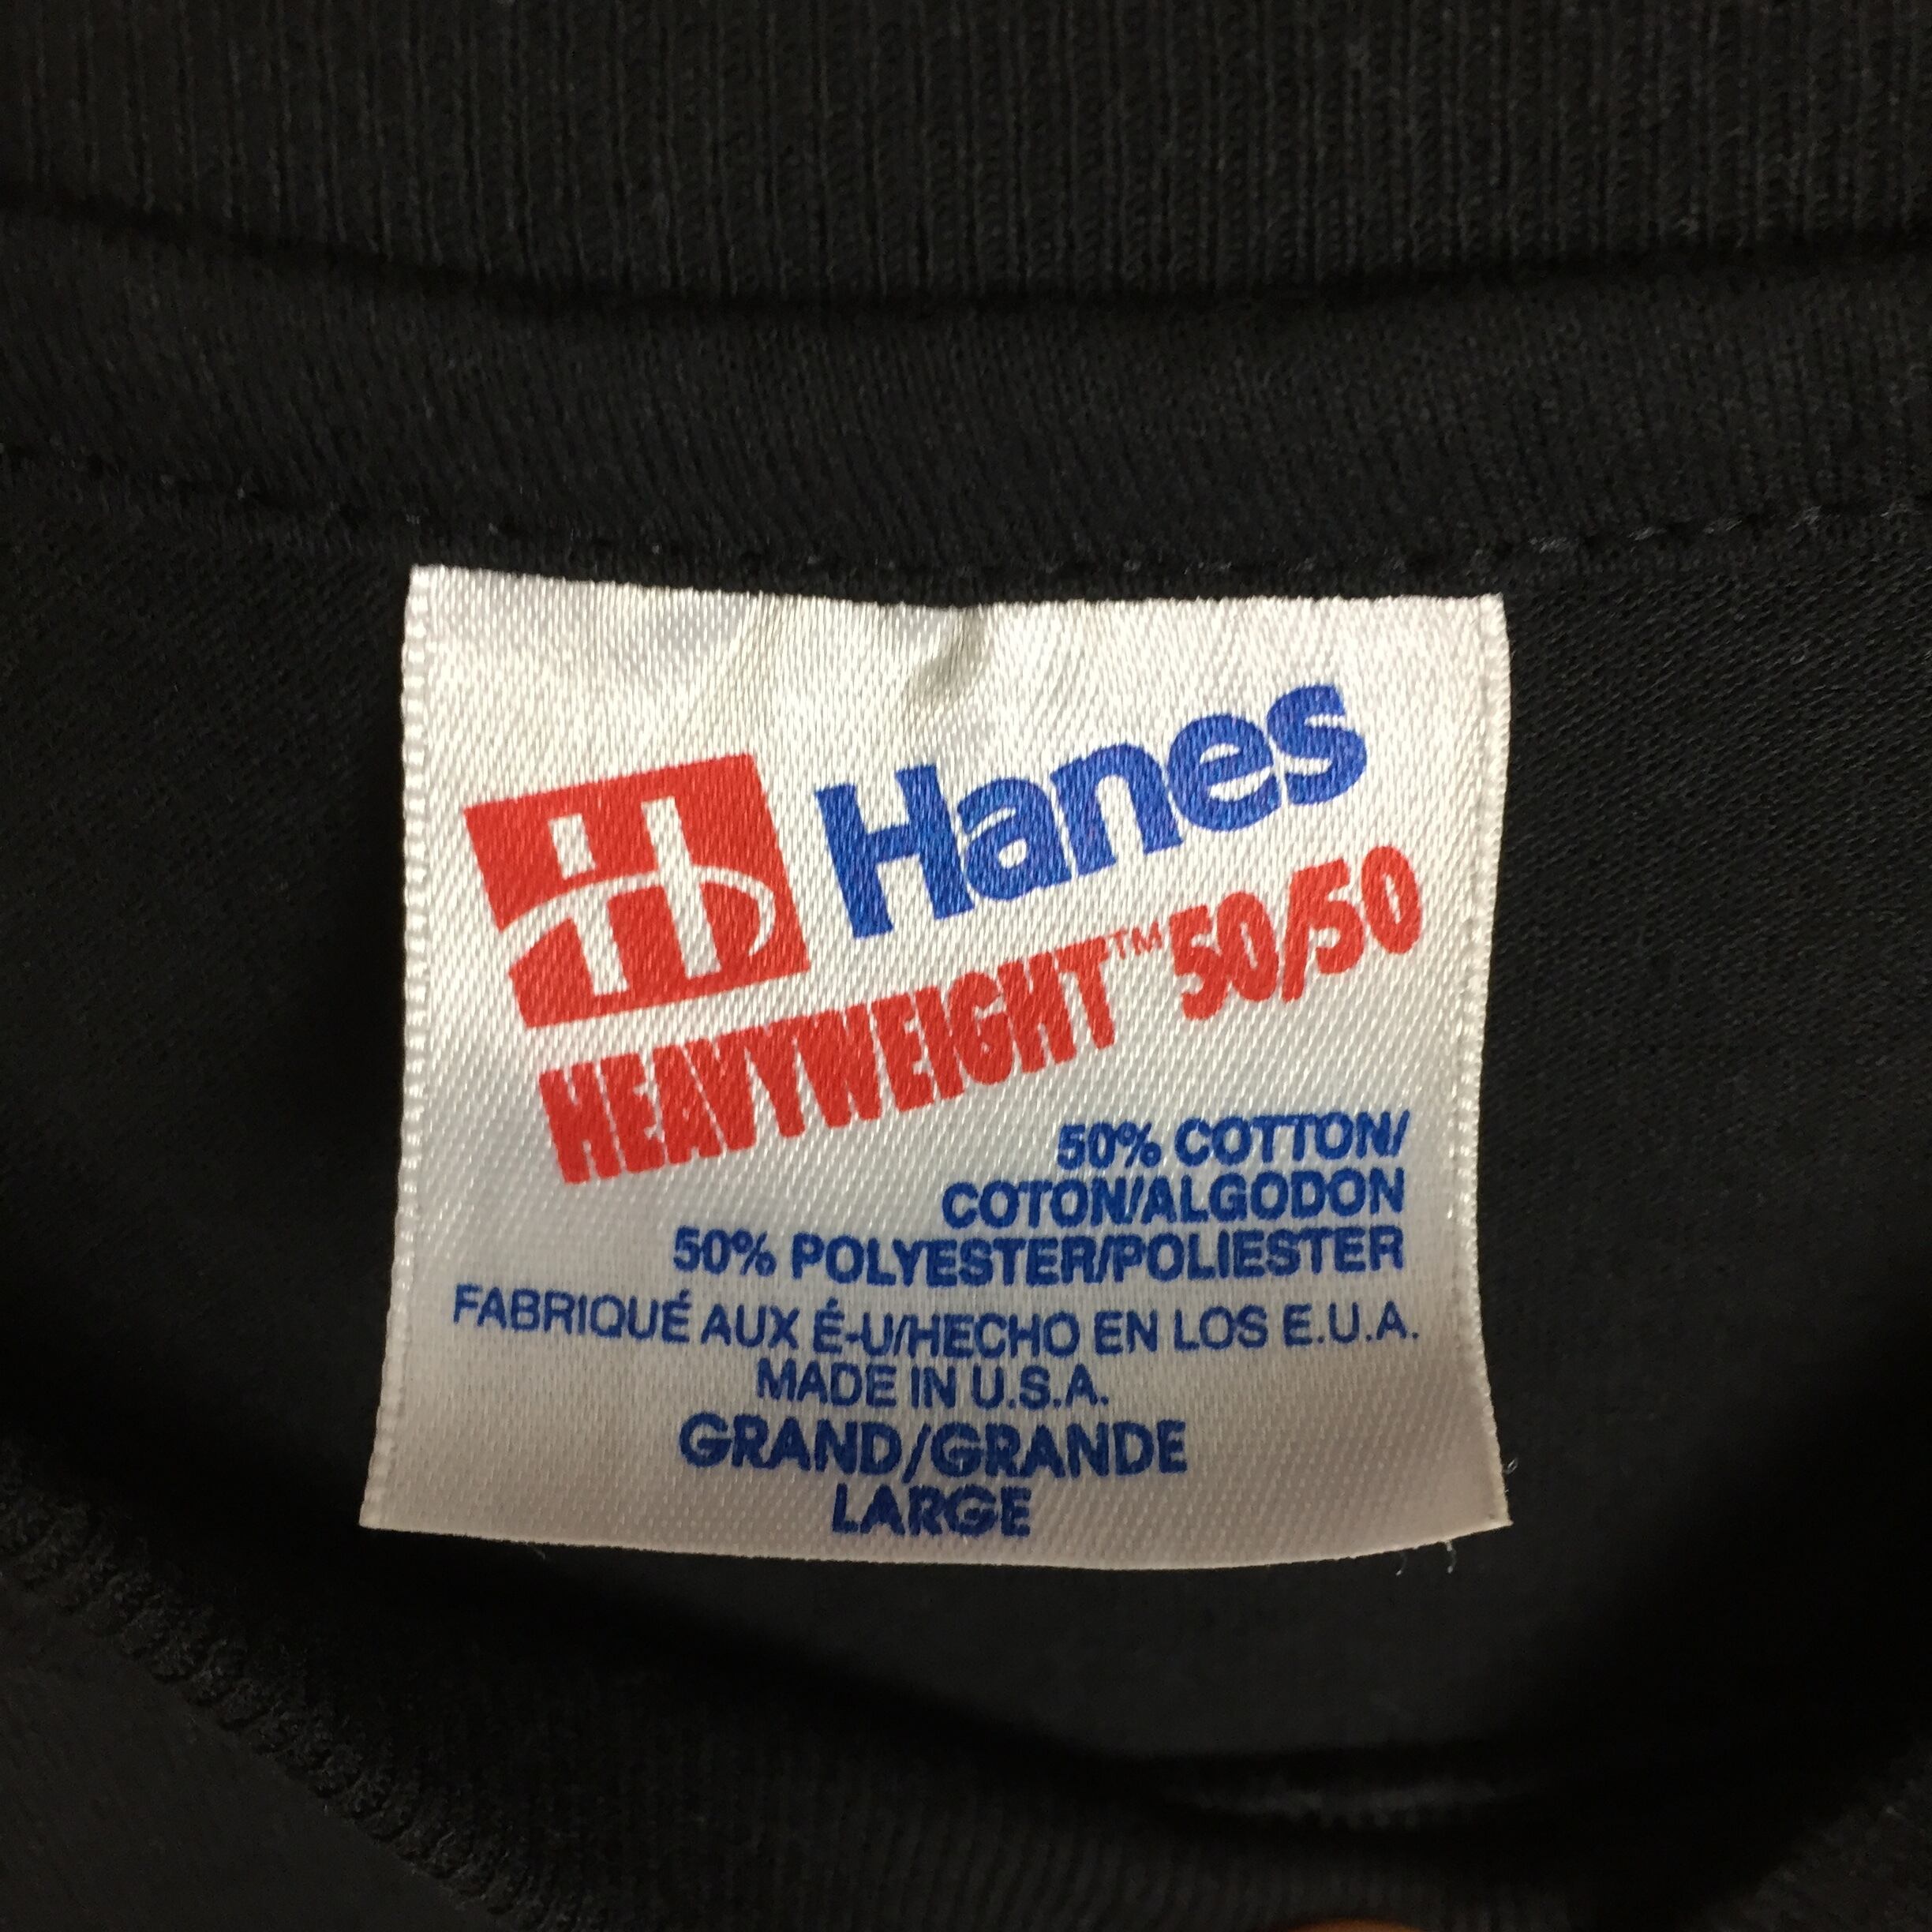 H Hanes
HEAVYWEIGHT™ 50/50
50% COTTON/
COTON/ALGODON
50% POLYESTER/POLIESTER
FABRIQUÉ AUX É-U/HECHO EN LOS E.U.A.
MADE IN U.S.A.
GRAND/GRANDE
LARGE